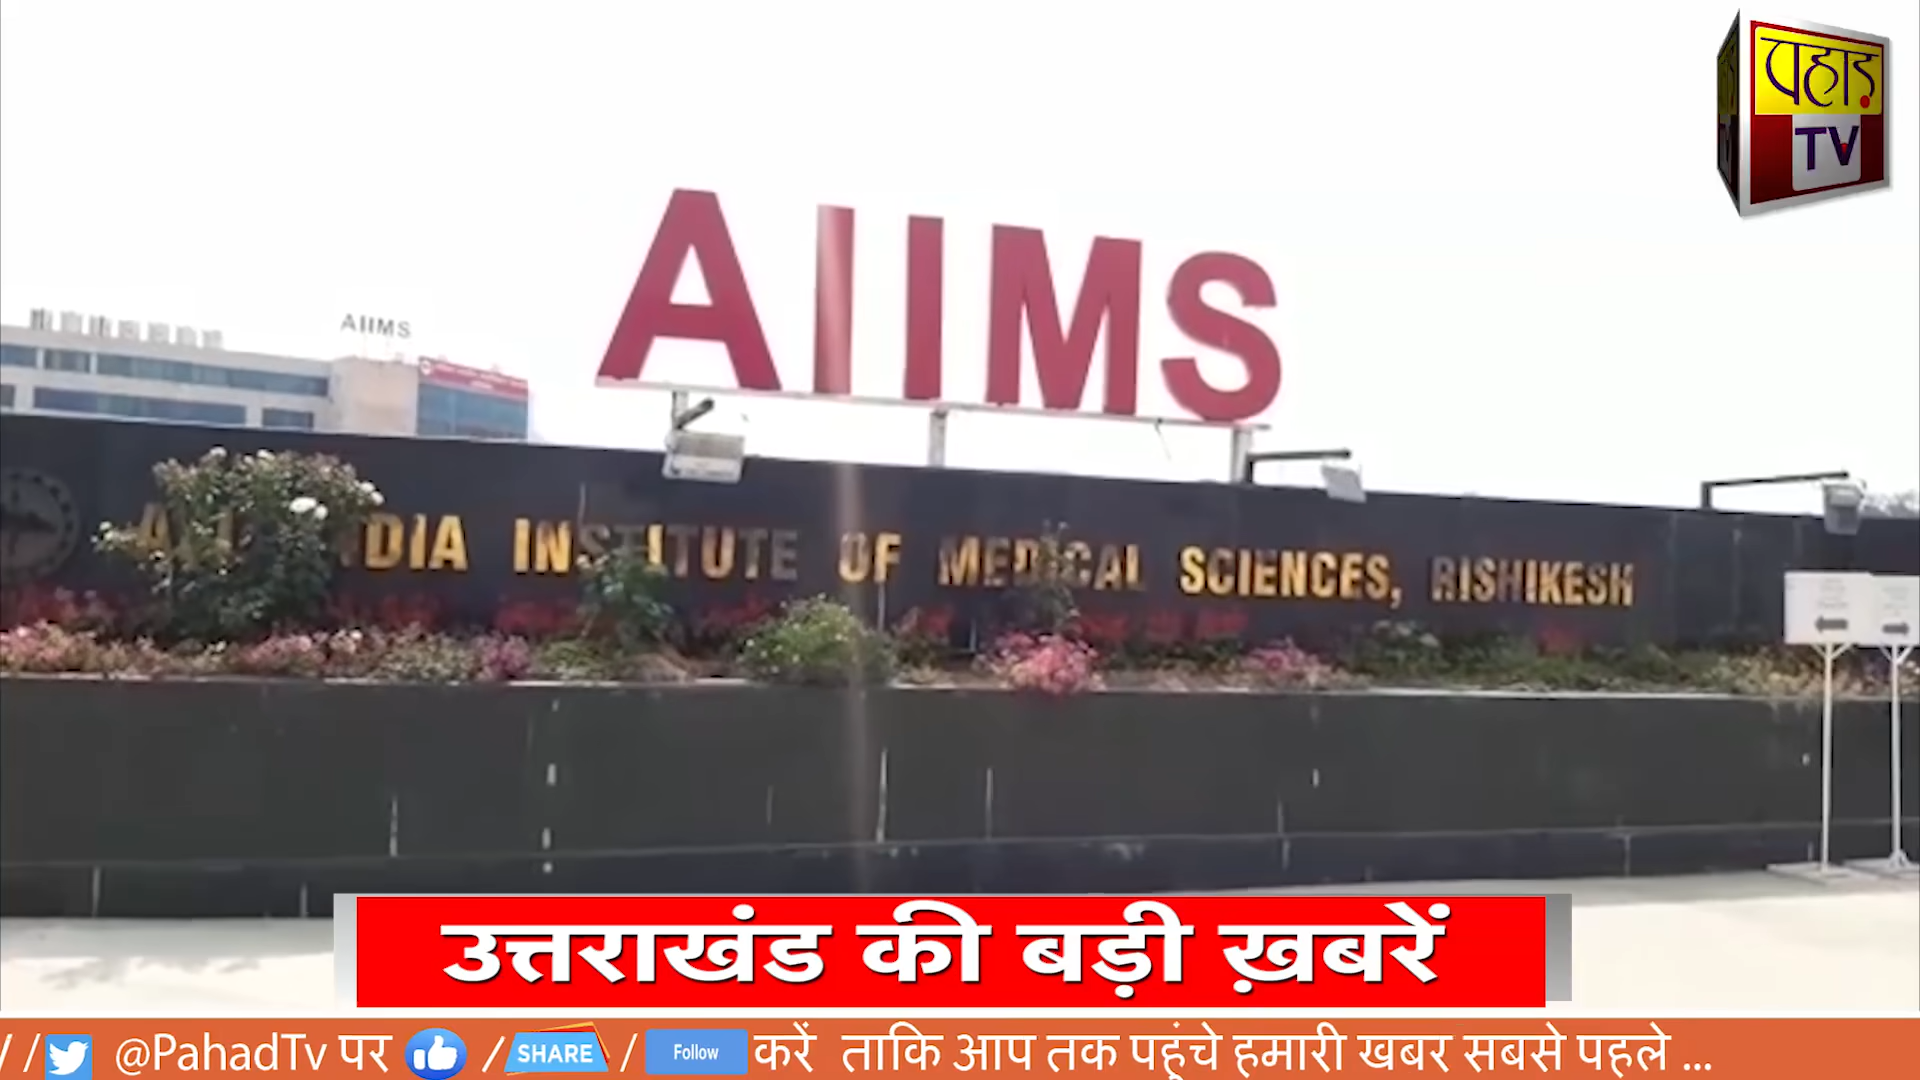 पहाड़
TV
AIIMS
AIIMS
INSTITUTE OF MEDICAL SCIENCES, RISHIKESH
उत्तराखंड की बड़ी ख़बरें
/ @PahadTv पर / SHARE / Follow करें ताकि आप तक पहुंचे हमारी खबर सबसे पहले ...